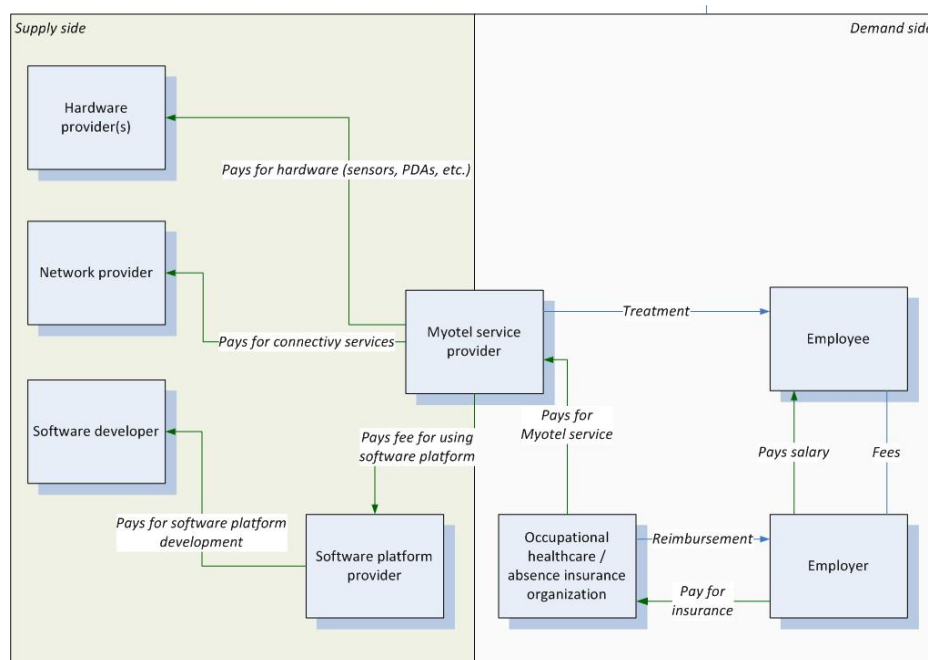 Supply side
Demand side
Hardware
provider(s)
Pays for hardware (sensors, PDAs, etc.)
Network provider
Pays for connectivy services
Myotel service
provider
Treatment
Employee
Software developer
Pays fee for using
software platform
Pays for
Myotel service
Pays salary
Fees
Pays for software platform
development
Software platform
provider
Occupational
healthcare /
absence insurance
organization
Reimbursement
Employer
Pay for
insurance